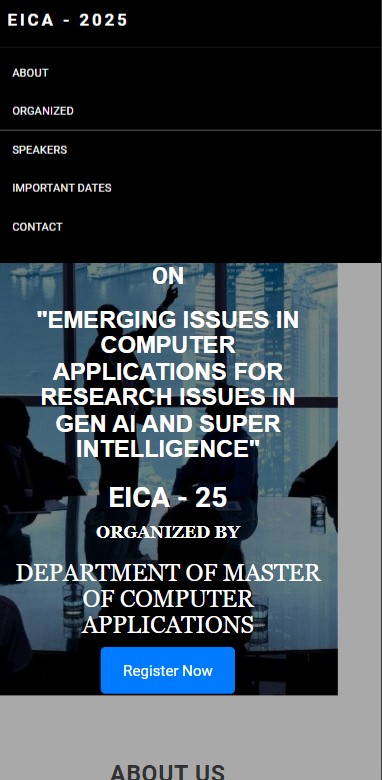 EICA - 2025
ABOUT
ORGANIZED
SPEAKERS
IMPORTANT DATES
CONTACT
ON
"EMERGING ISSUES IN
COMPUTER
APPLICATIONS FOR
RESEARCH ISSUES IN
GEN AI AND SUPER
INTELLIGENCE"
EICA - 25
ORGANIZED BY
DEPARTMENT OF MASTER
OF COMPUTER
APPLICATIONS
Register Now
ABOUT US